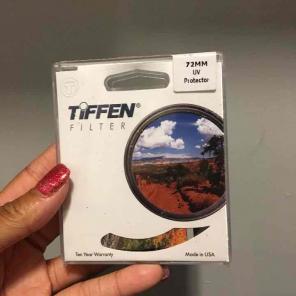 72MM
UV
Protector
TiFFEN®
FILTER
Ten Year Warranty
Made in USA